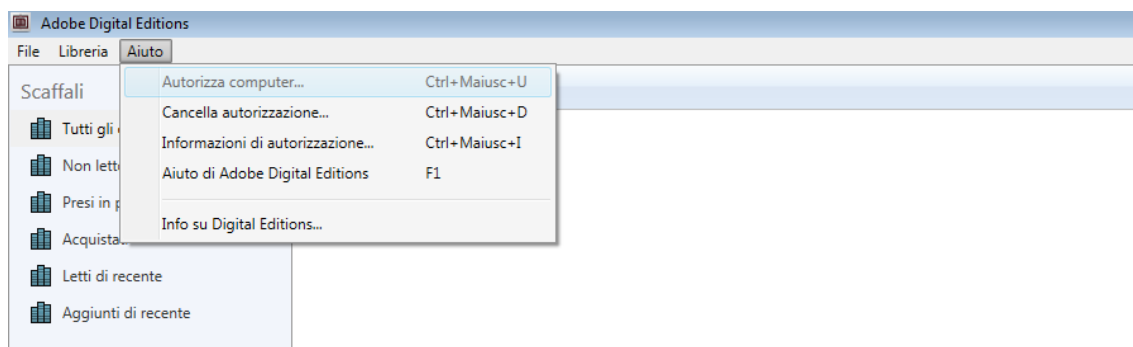 Adobe Digital Editions
File Libreria Aiuto
Scaffali
Autorizza computer... Ctrl+Maiusc+U
Cancella autorizzazione... Ctrl+Maiusc+D
Tutti gli
Informazioni di autorizzazione... Ctrl+Maiusc+I
Non
Aiuto di Adobe Digital Editions F1
Presi in
Info su Digital Editions...
Letti di recente
Aggiunti di recente